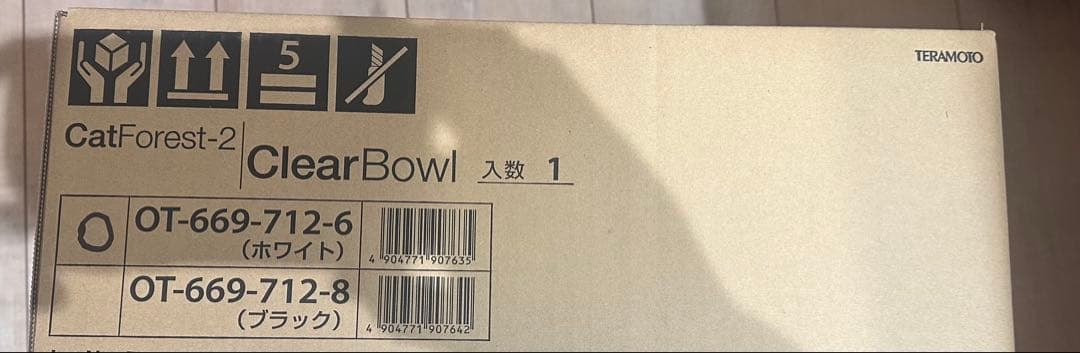 TERAMOTO
5
CatForest-2
ClearBowl 入数 1
OT-669-712-6
(ホワイト)
4 904771 907635
OT-669-712-8
(ブラック)
4 904771 907642